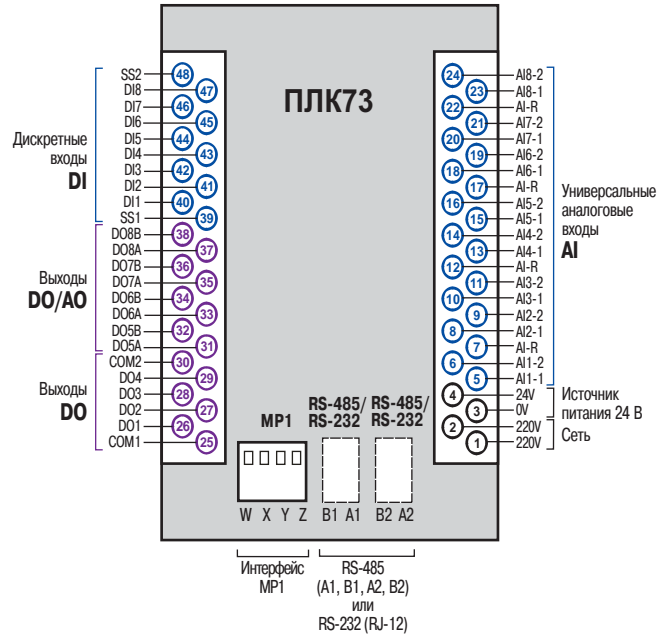 ПЛК73
SS2 48
DI8 47
DI7 46
DI6 45
DI5 44
DI4 43
DI3 42
DI2 41
DI1 40
SS1 39
DO8B 38
DO8A 37
DO7B 36
DO7A 35
DO6B 34
DO6A 33
DO5B 32
DO5A 31
COM2 30
DO4 29
DO3 28
DO2 27
DO1 26
COM1 25
Дискретные
входы
DI
Выходы
DO/AO
Выходы
DO
24 AI8-2
23 AI8-1
22 AI-R
21 AI7-2
20 AI7-1
19 AI6-2
18 AI6-1
17 AI-R
16 AI5-2
15 AI5-1
14 AI4-2
13 AI4-1
12 AI-R
11 AI3-2
10 AI3-1
9 AI2-2
8 AI2-1
7 AI-R
6 AI1-2
5 AI1-1
4 24V
3 0V
2 220V
1 220V
Универсальные
аналоговые
входы
AI
Источник
питания 24 В
Сеть
MP1
RS-485/
RS-232
RS-485/
RS-232
W X Y Z
B1 A1
B2 A2
Интерфейс
MP1
RS-485
(A1, B1, A2, B2)
или
RS-232 (RJ-12)